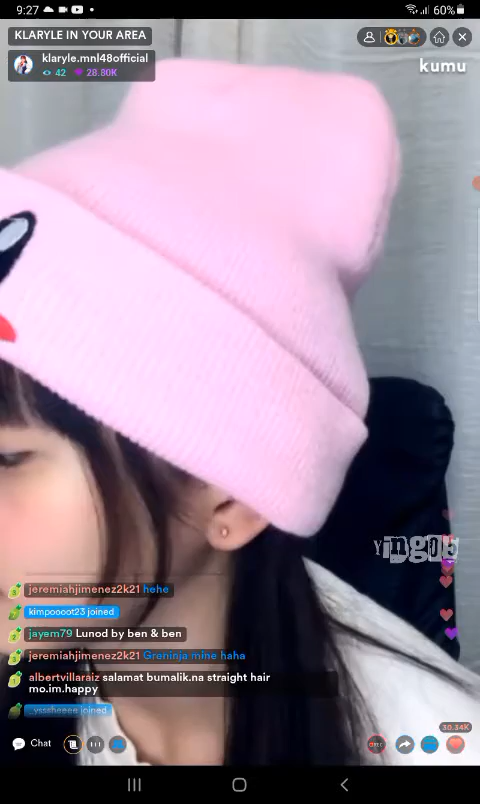 9:27
60%
KLARYLE IN YOUR AREA
klaryle.mnl48official
42 28.80K
kumu
YNGOE
jeremiahjimenez2k21 hehe
kimpoooot23 joined
jayem79 Lunod by ben & ben
jeremiahjimenez2k21 Greninja mine haha
albertvillaraiz salamat bumalik.na straight hair
mo.im.happy
joined
30.34K
Chat